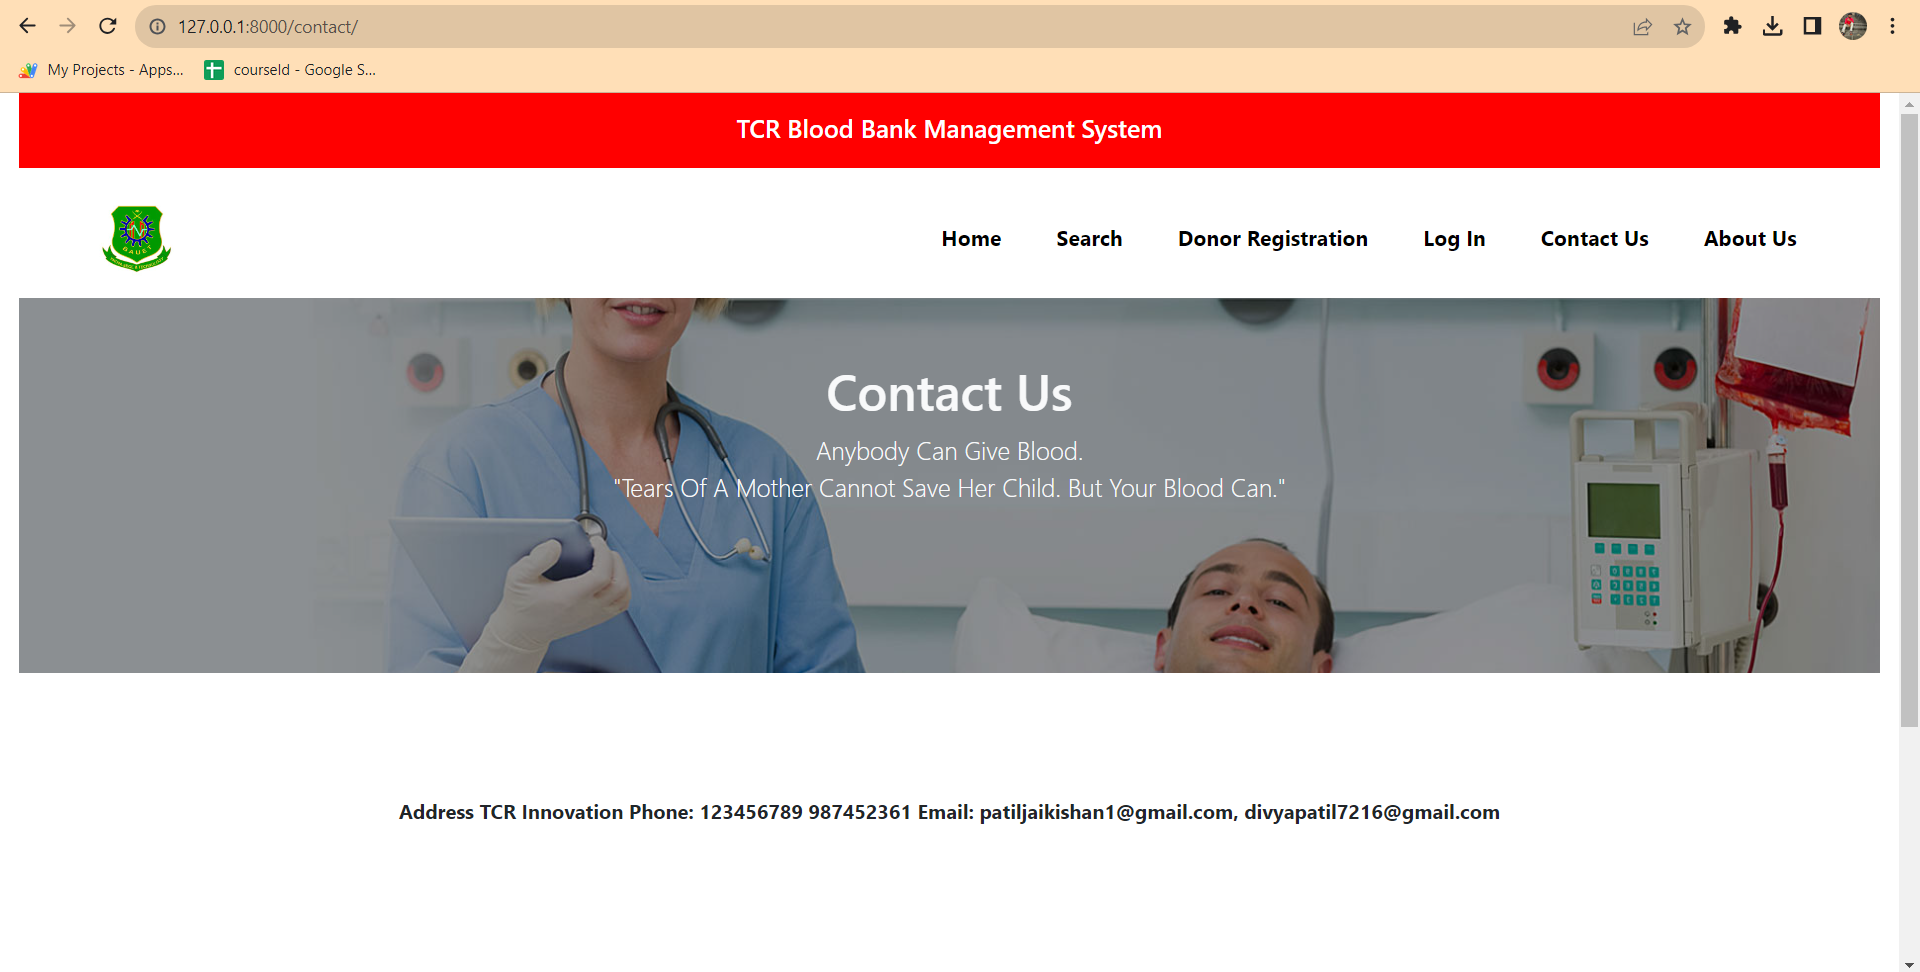 127.0.0.1:8000/contact/
My Projects - Apps...
courseId - Google S...
TCR Blood Bank Management System
BAUET
Home
Search
Donor Registration
Log In
Contact Us
About Us
Contact Us
Anybody Can Give Blood.
"Tears Of A Mother Cannot Save Her Child. But Your Blood Can."
Address TCR Innovation Phone: 123456789 987452361 Email: patiljaikishan1@gmail.com, divyapatil7216@gmail.com